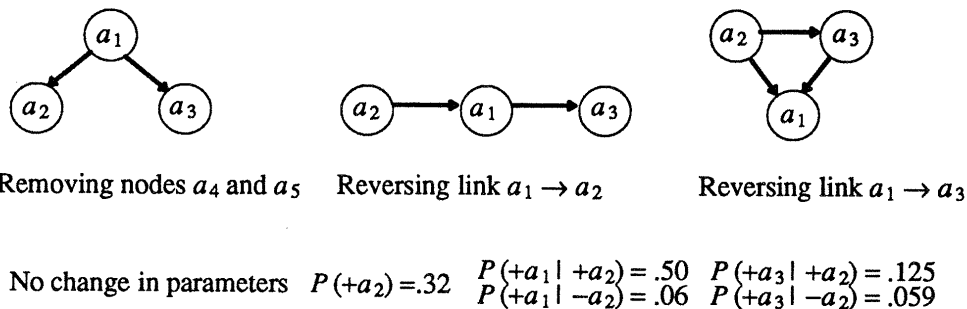 a1
a2 a3
a2 a1 a3
a2 a3
a1
Removing nodes a4 and a5
Reversing link a1 → a2
Reversing link a1 → a3
No change in parameters
P(+a2) =.32
P(+a1| +a2) = .50
P(+a1| −a2) = .06
P(+a3| +a2) = .125
P(+a3| −a2) = .059